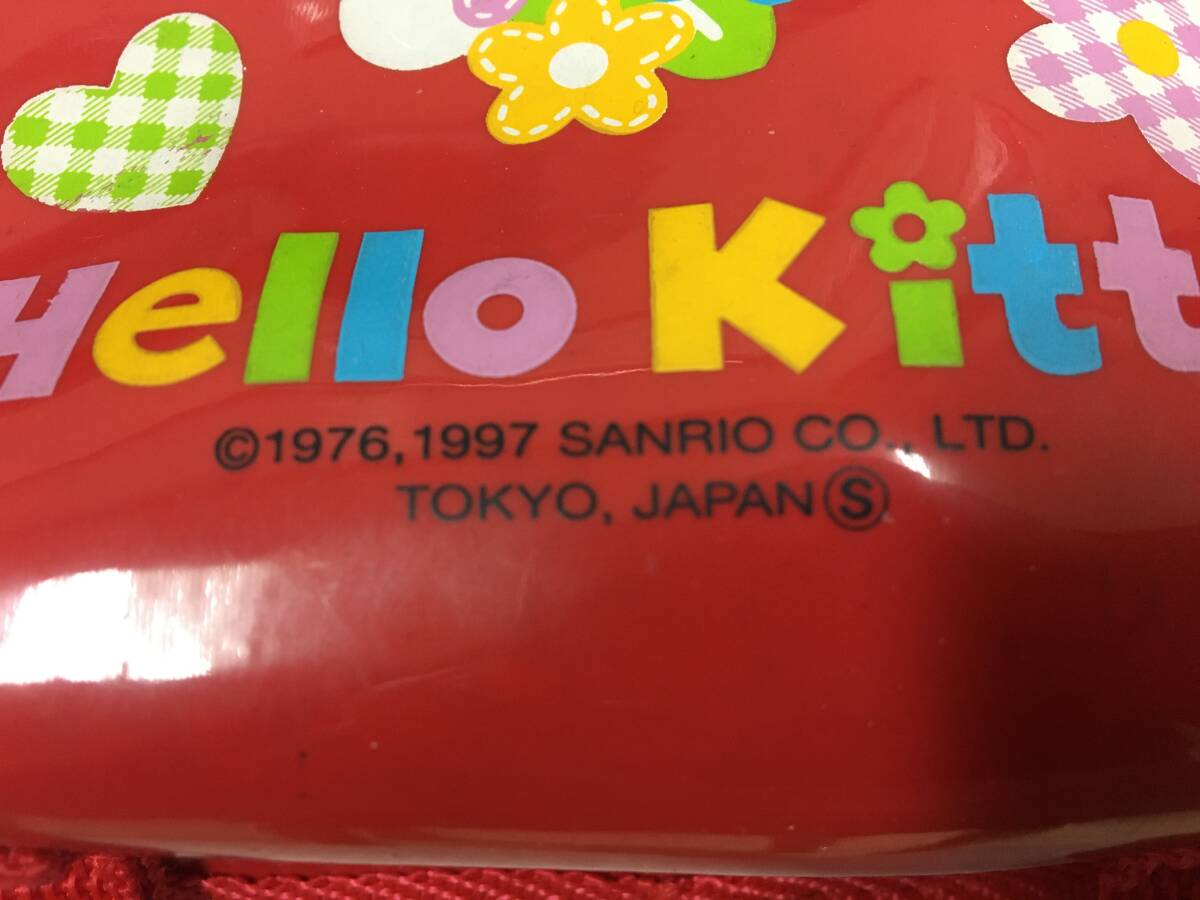 Hello Kitt
©1976,1997 SANRIO CO., LTD.
TOKYO, JAPAN Ⓢ